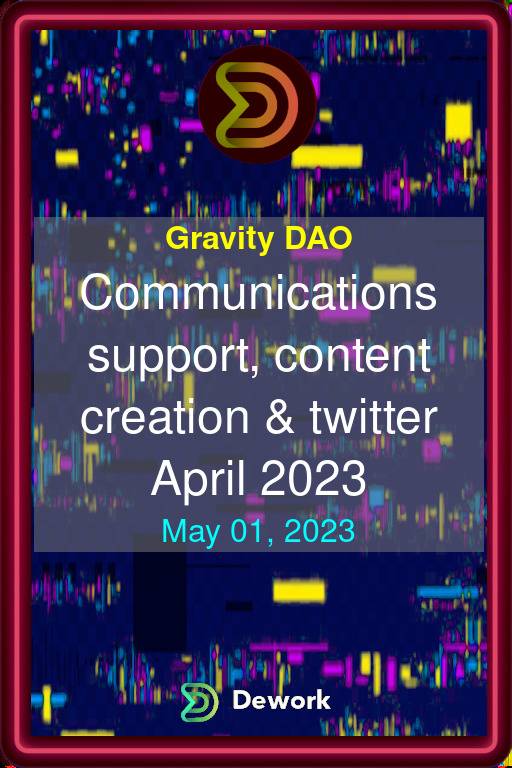 Gravity DAO
Communications
support, content
creation & twitter
April 2023
May 01, 2023
Dework